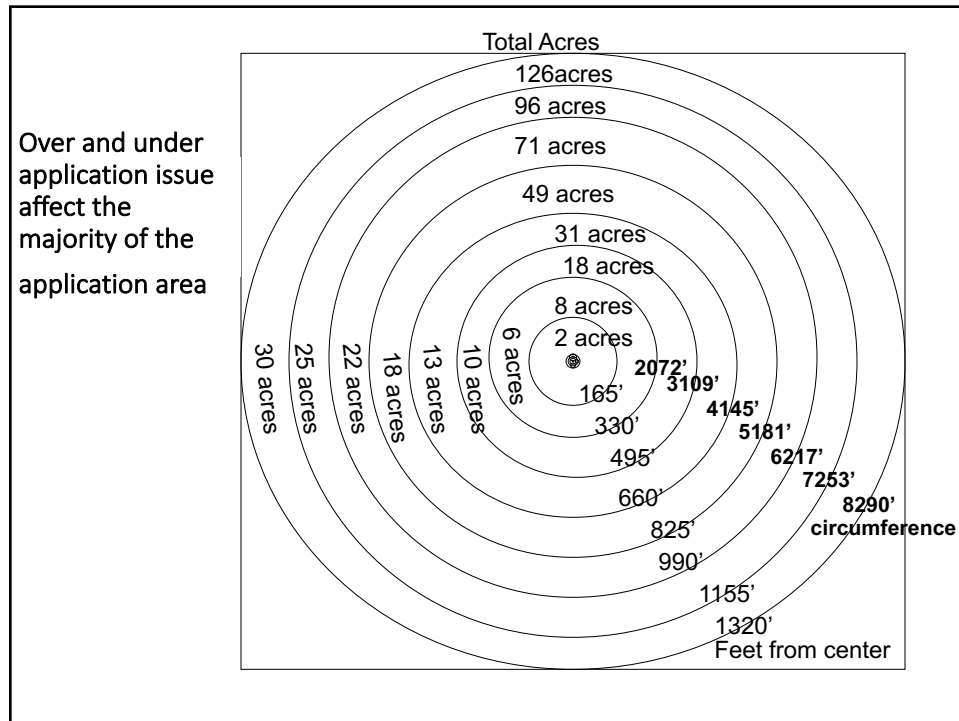 Over and under
application issue
affect the
majority of the
application area
Total Acres
126acres
96 acres
71 acres
49 acres
31 acres
18 acres
8 acres
2 acres
30 acres
25 acres
22 acres
18 acres
13 acres
10 acres
6 acres
165’
330’
495’
660’
825’
990’
1155’
1320’
Feet from center
2072’
3109’
4145’
5181’
6217’
7253’
8290’
circumference